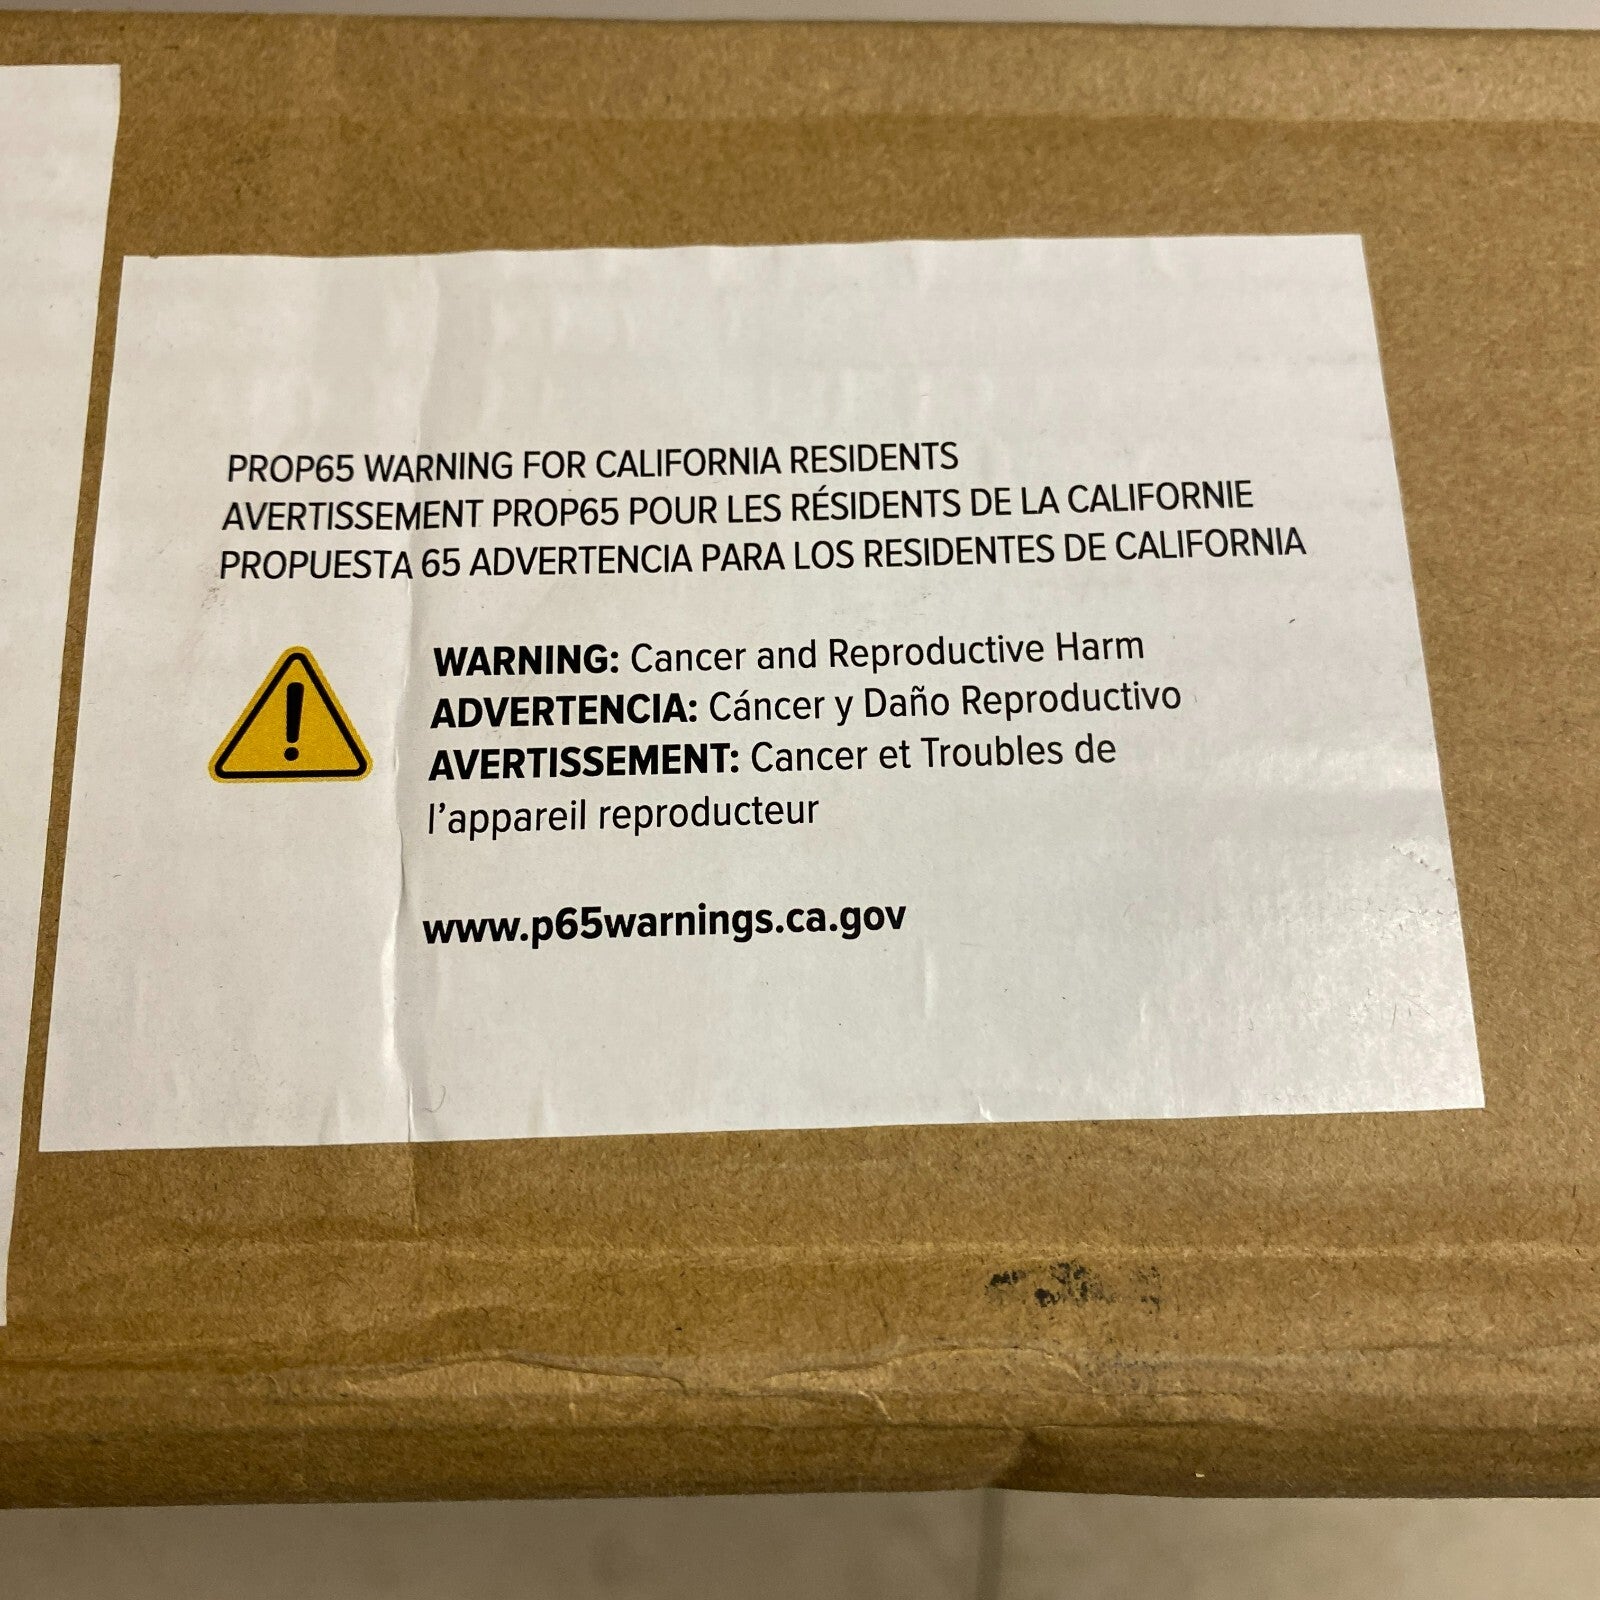 PROP65 WARNING FOR CALIFORNIA RESIDENTS
AVERTISSEMENT PROP65 POUR LES RÉSIDENTS DE LA CALIFORNIE
PROPUESTA 65 ADVERTENCIA PARA LOS RESIDENTES DE CALIFORNIA
WARNING: Cancer and Reproductive Harm
ADVERTENCIA: Cáncer y Daño Reproductivo
AVERTISSEMENT: Cancer et Troubles de
l'appareil reproducteur
www.p65warnings.ca.gov